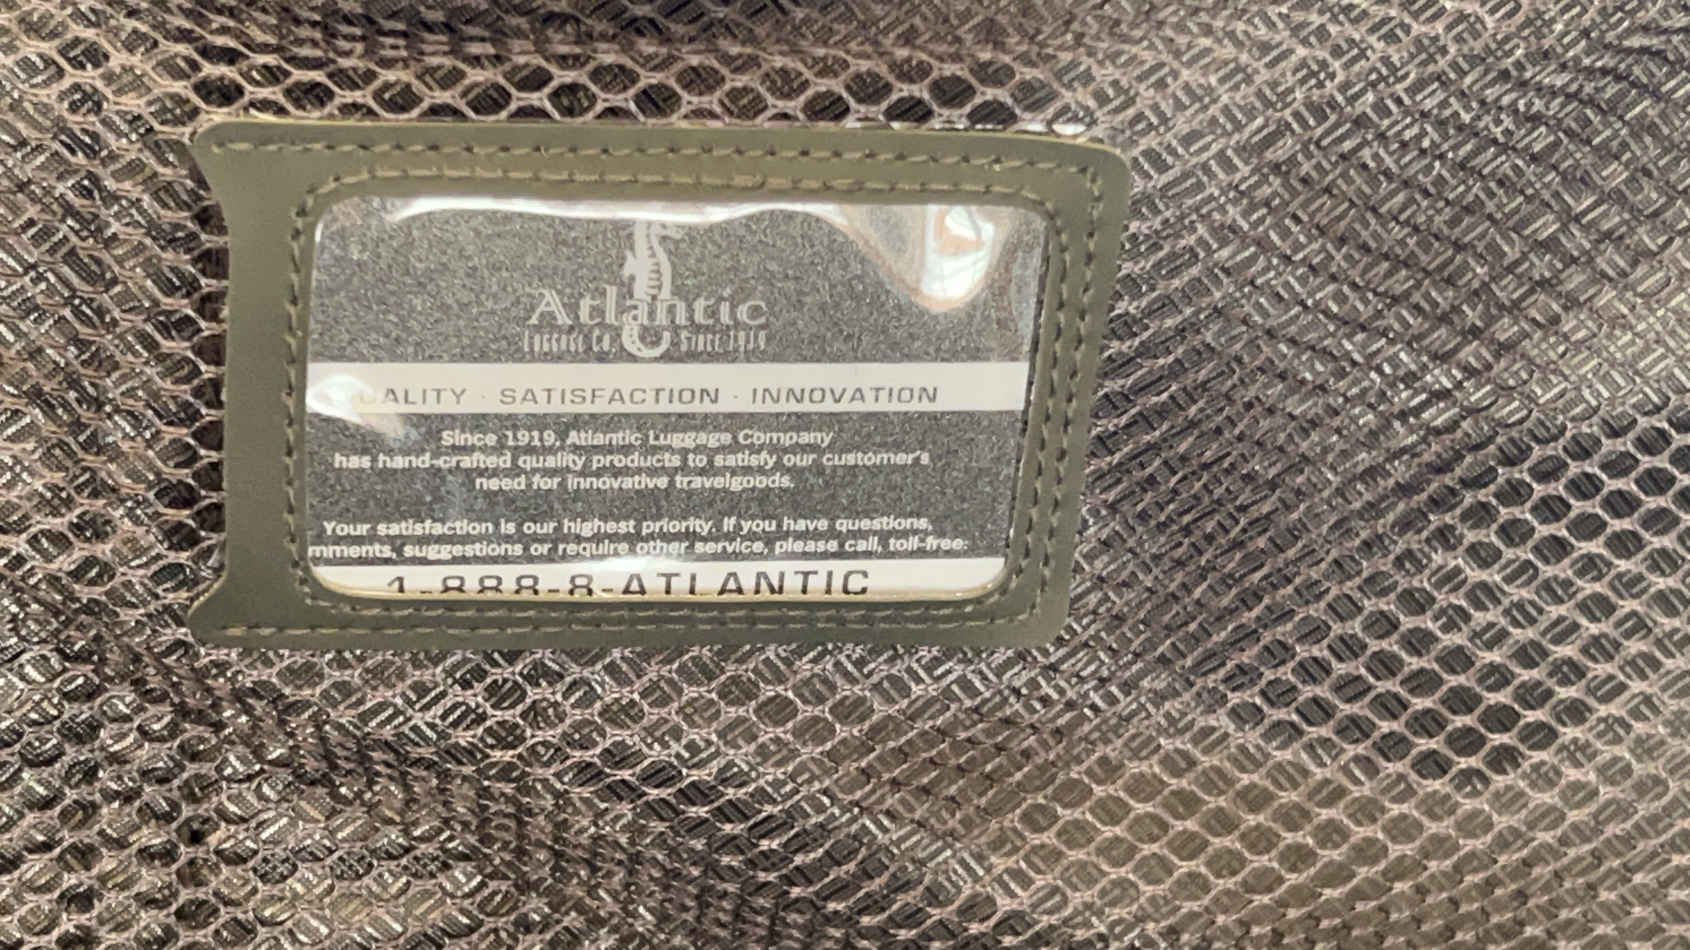 Atlantic
LUGGAGE CO. SINCE 1919
ALITY · SATISFACTION · INNOVATION
Since 1919, Atlantic Luggage Company
has hand-crafted quality products to satisfy our customer's
need for innovative travelgoods.
Your satisfaction is our highest priority. If you have questions,
mments, suggestions or require other service, please call, toll-free:
1-888-8-ATLANTIC